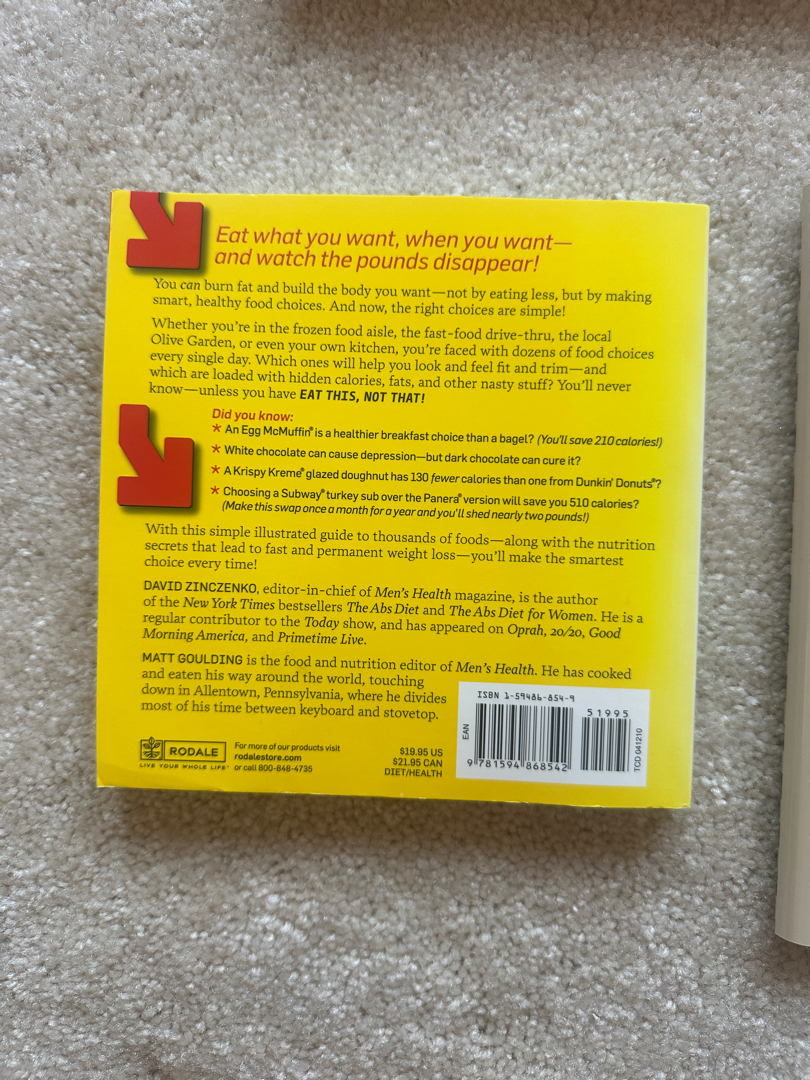 Eat what you want, when you want—
and watch the pounds disappear!
You can burn fat and build the body you want—not by eating less, but by making
smart, healthy food choices. And now, the right choices are simple!
Whether you're in the frozen food aisle, the fast-food drive-thru, the local
Olive Garden, or even your own kitchen, you're faced with dozens of food choices
every single day. Which ones will help you look and feel fit and trim—and
which are loaded with hidden calories, fats, and other nasty stuff? You'll never
know—unless you have EAT THIS, NOT THAT!
Did you know:
* An Egg McMuffin® is a healthier breakfast choice than a bagel? (You'll save 210 calories!)
* White chocolate can cause depression—but dark chocolate can cure it?
* A Krispy Kreme® glazed doughnut has 130 fewer calories than one from Dunkin' Donuts®?
* Choosing a Subway® turkey sub over the Panera® version will save you 510 calories?
(Make this swap once a month for a year and you'll shed nearly two pounds!)
With this simple illustrated guide to thousands of foods—along with the nutrition
secrets that lead to fast and permanent weight loss—you'll make the smartest
choice every time!
DAVID ZINCZENKO, editor-in-chief of Men's Health magazine, is the author
of the New York Times bestsellers The Abs Diet and The Abs Diet for Women. He is a
regular contributor to the Today show, and has appeared on Oprah, 20/20, Good
Morning America, and Primetime Live.
MATT GOULDING is the food and nutrition editor of Men's Health. He has cooked
and eaten his way around the world, touching
down in Allentown, Pennsylvania, where he divides
most of his time between keyboard and stovetop.
RODALE
LIVE YOUR WHOLE LIFE™
For more of our products visit
rodalestore.com
or call 800-848-4735
$19.95 US
$21.95 CAN
DIET/HEALTH
ISBN 1-59486-854-9
51995
EAN
9 781594 868542
TCD 041210